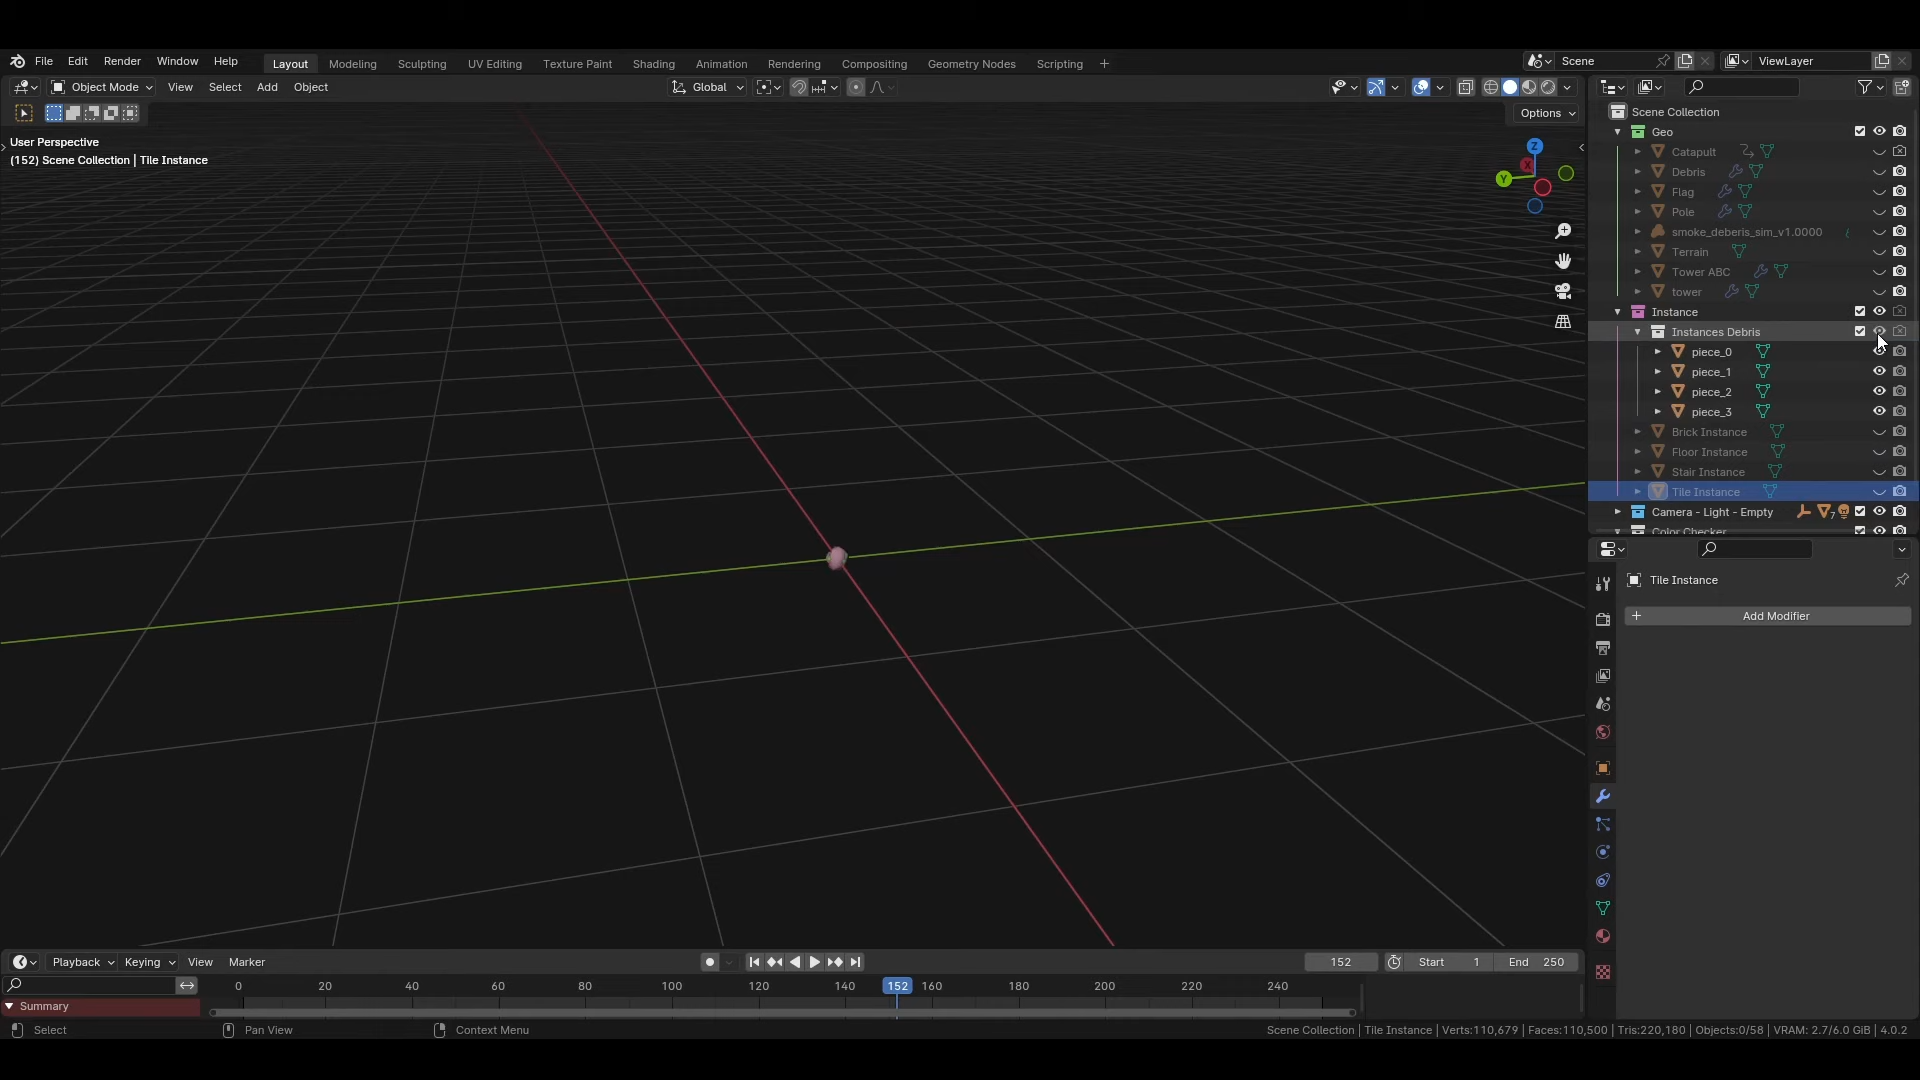 File Edit Render Window Help Layout Modeling Sculpting UV Editing Texture Paint Shading Animation Rendering Compositing Geometry Nodes Scripting + Scene ViewLayer
Object Mode View Select Add Object Global
Options
User Perspective
(152) Scene Collection | Tile Instance
Z
X
Y
Scene Collection
Geo
Catapult
Debris
Flag
Pole
smoke_deberis_sim_v1.0000
Terrain
Tower ABC
tower
Instance
Instances Debris
piece_0
piece_1
piece_2
piece_3
Brick Instance
Floor Instance
Stair Instance
Tile Instance
Camera - Light - Empty 7
Color Checker
Tile Instance
+ Add Modifier
Playback Keying View Marker 152 Start 1 End 250
0 20 40 60 80 100 120 140 152 160 180 200 220 240
Summary
Select Pan View Context Menu Scene Collection | Tile Instance | Verts:110,679 | Faces:110,500 | Tris:220,180 | Objects:0/58 | VRAM: 2.7/6.0 GiB | 4.0.2